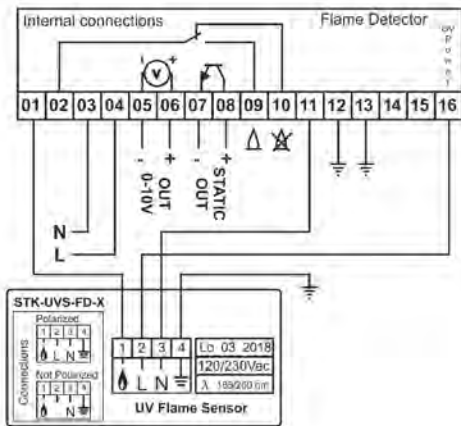 Internal connections Flame Detector
01 02 03 04 05 06 07 08 09 10 11 12 13 14 15 16
- V +
- 0-10V + OUT
- OUT + STATIC
N
L
STK-UVS-FD-X
Connections
Polarized
1 2 3 4
L N
Not Polarized
1 2 3 4
N
1 2 3 4
L N
Lo 03 2018
120/230Vec
UV Flame Sensor